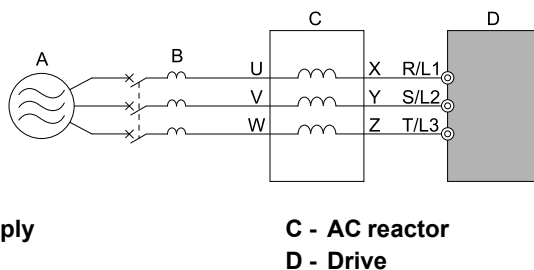 C D
A B
U X R/L1
V Y S/L2
W Z T/L3
ply C - AC reactor
D - Drive